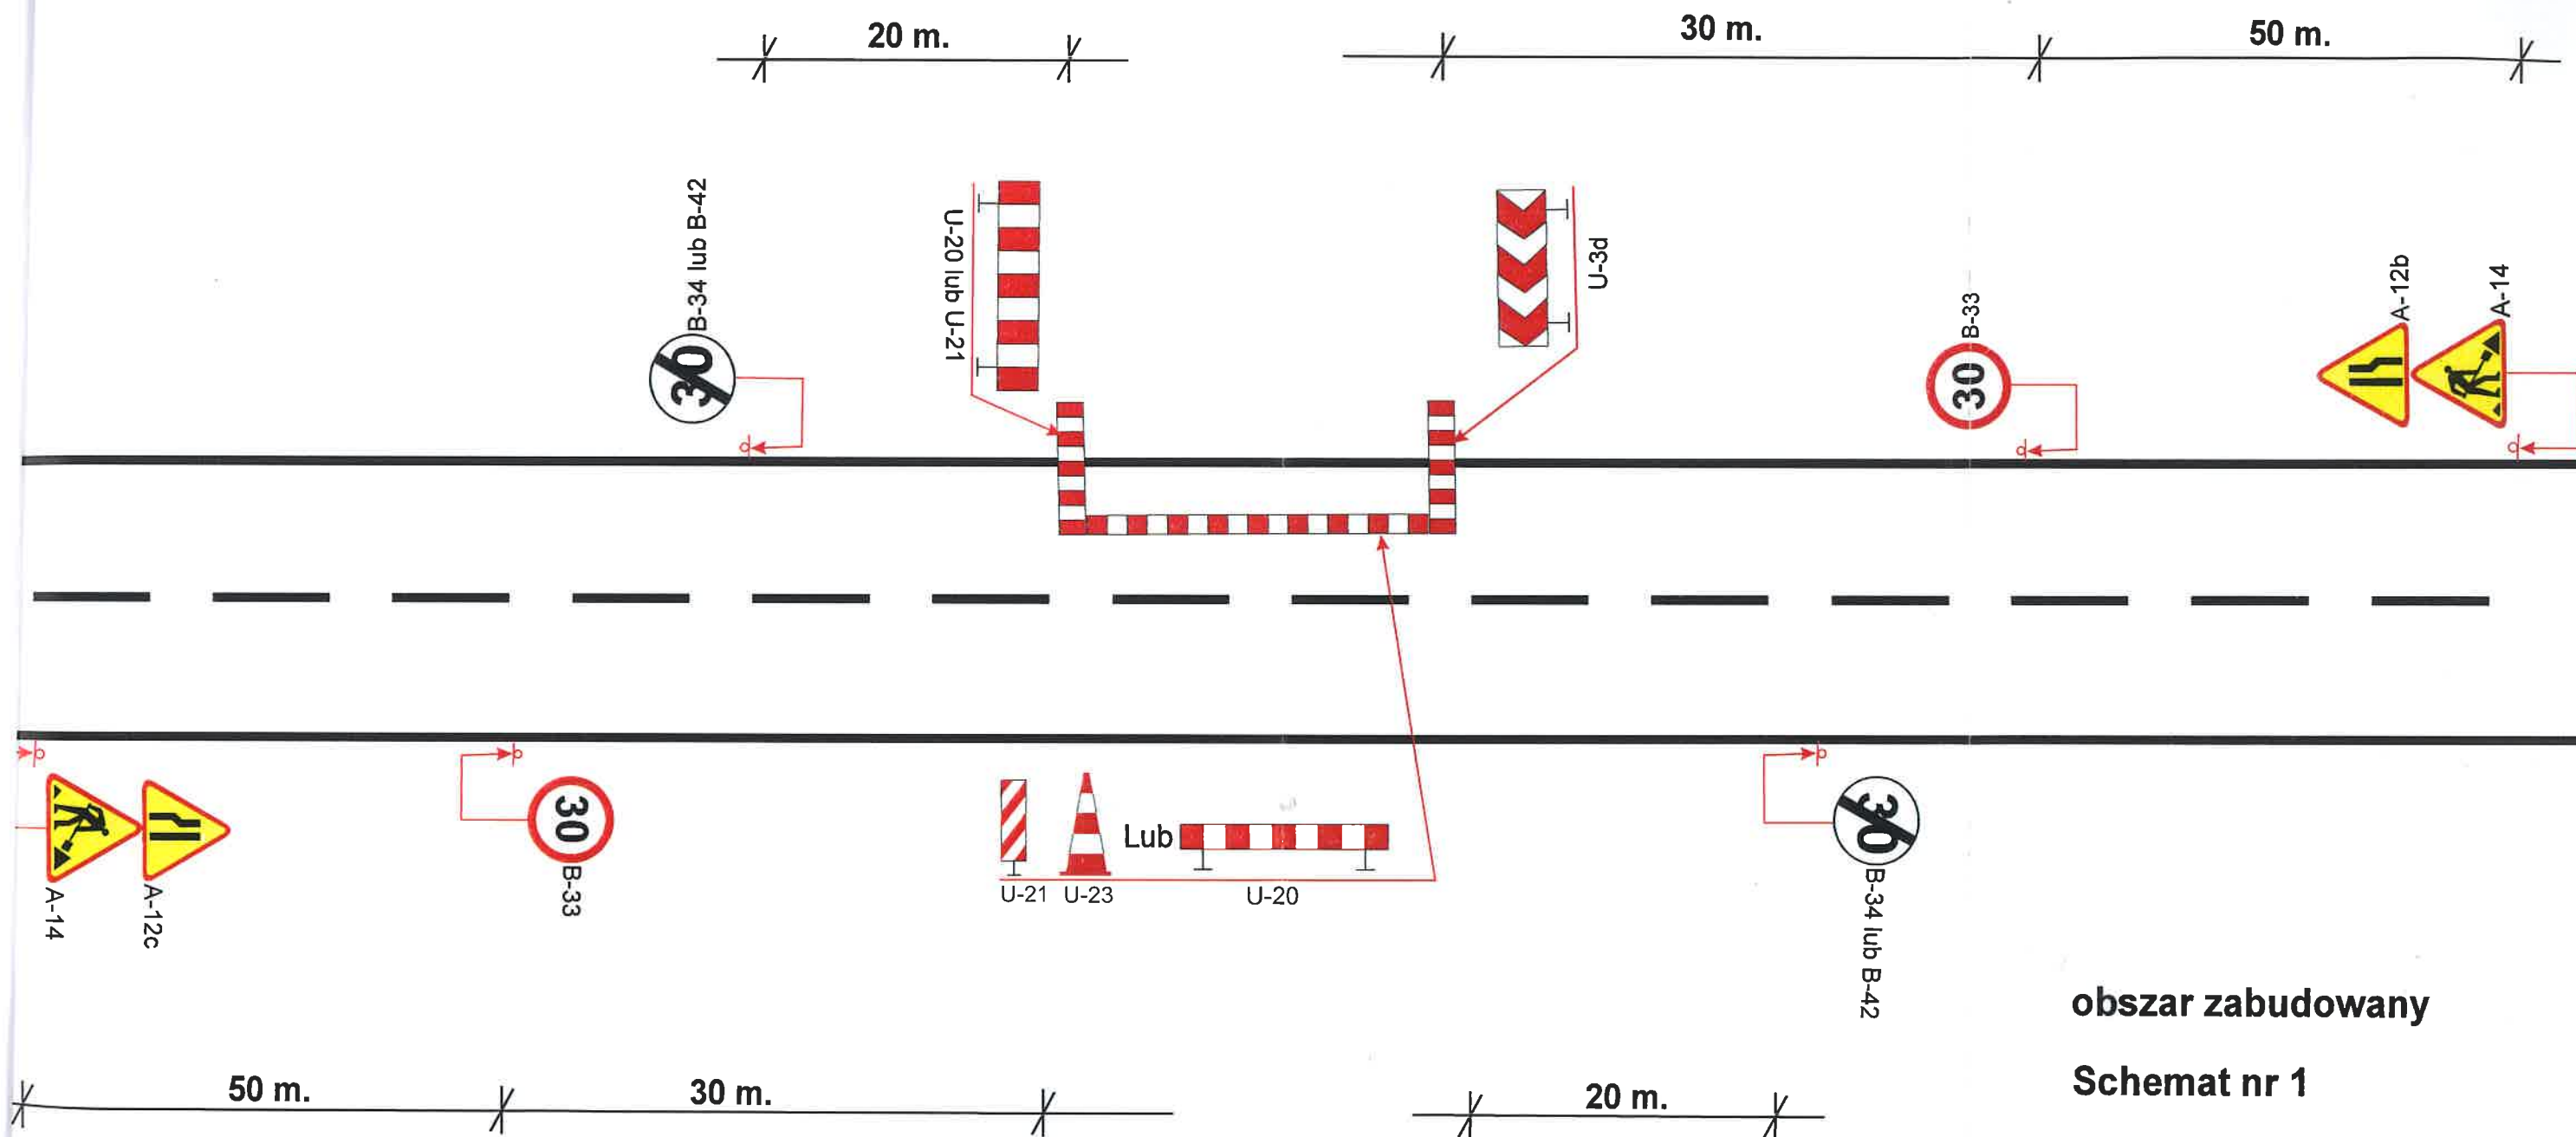 20 m.
30 m.
50 m.
B-34 lub B-42
30
U-20 lub U-21
U-3d
B-33
30
A-12b
A-14
A-14
A-12c
30
B-33
U-21
U-23
Lub
U-20
30
B-34 lub B-42
obszar zabudowany
Schemat nr 1
50 m.
30 m.
20 m.